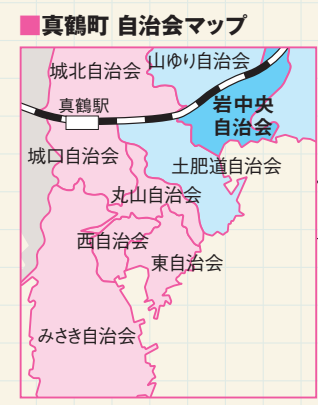 ■真鶴町 自治会マップ
山ゆり自治会
城北自治会
岩中央
自治会
真鶴駅
城口自治会
土肥道自治会
丸山自治会
西自治会
東自治会
みさき自治会